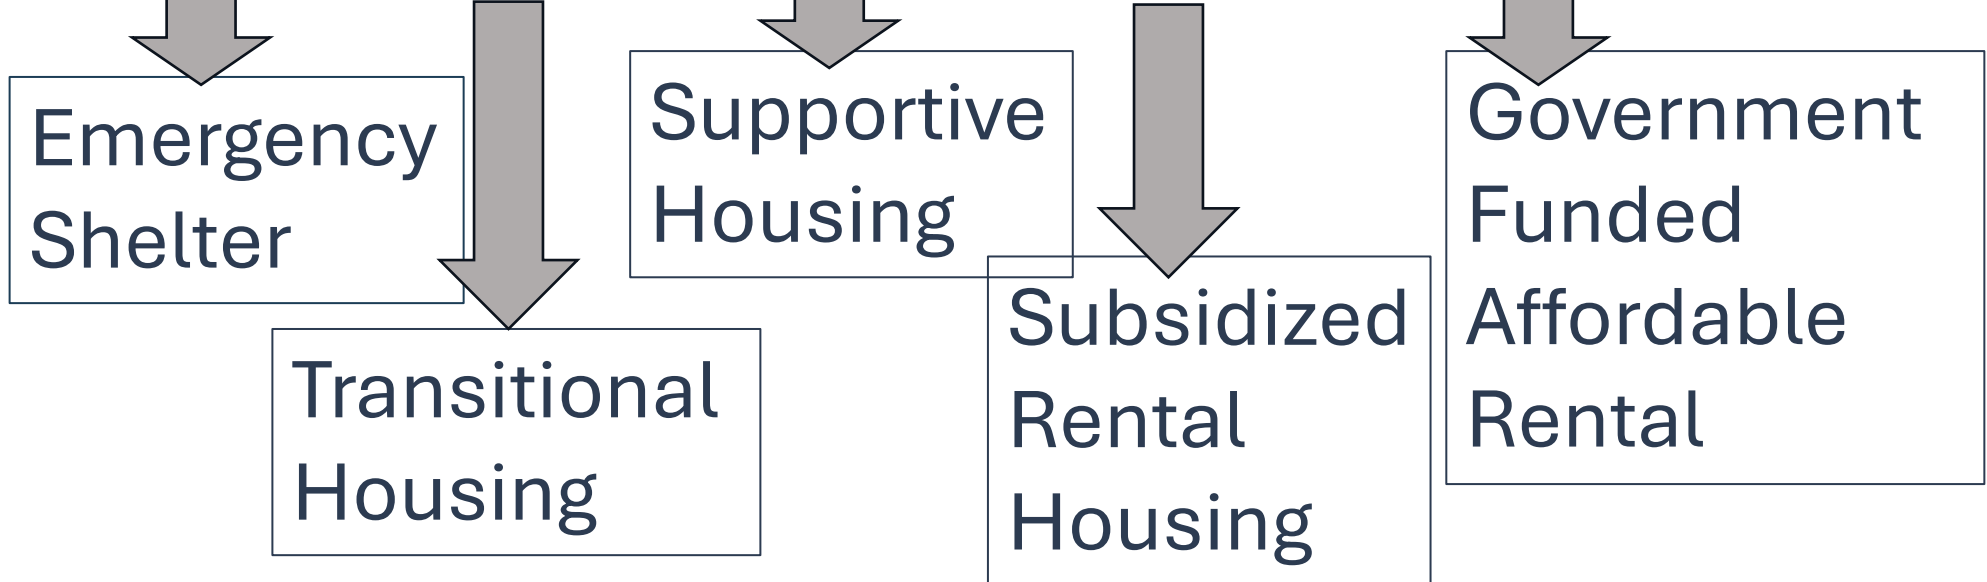 Emergency
Shelter
Transitional
Housing
Supportive
Housing
Subsidized
Rental
Housing
Government
Funded
Affordable
Rental